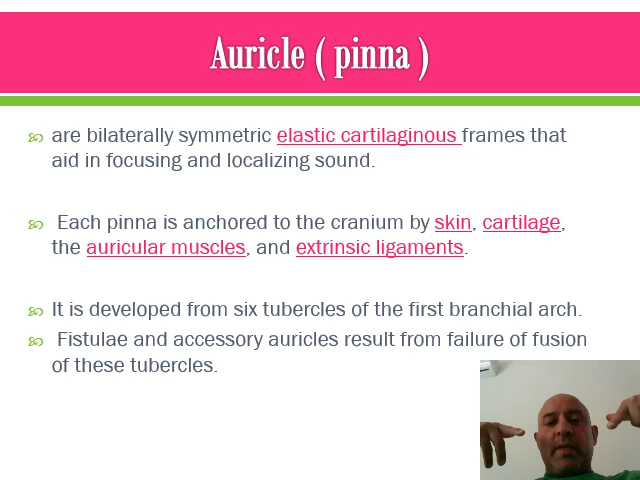 Auricle ( pinna )
are bilaterally symmetric elastic cartilaginous frames that
aid in focusing and localizing sound.
Each pinna is anchored to the cranium by skin, cartilage,
the auricular muscles, and extrinsic ligaments.
It is developed from six tubercles of the first branchial arch.
Fistulae and accessory auricles result from failure of fusion
of these tubercles.